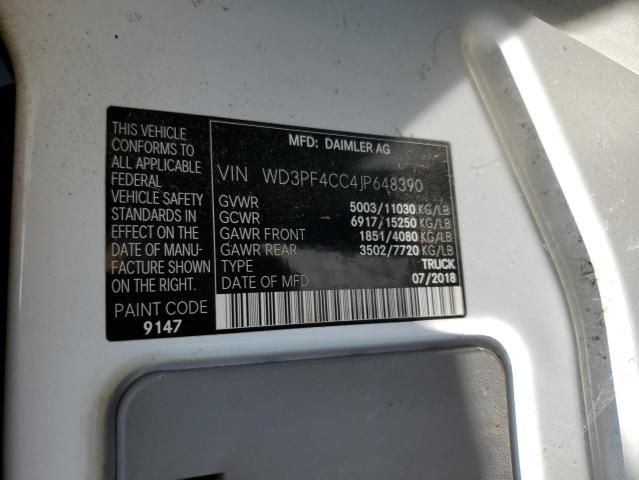 THIS VEHICLE
CONFORMS TO
ALL APPLICABLE
FEDERAL
VEHICLE SAFETY
STANDARDS IN
EFFECT ON THE
DATE OF MANU-
FACTURE SHOWN
ON THE RIGHT.
PAINT CODE
9147
MFD: DAIMLER AG
VIN WD3PF4CC4JP648390
GVWR 5003/11030 KG/LB
GCWR 6917/15250 KG/LB
GAWR FRONT 1851/4080 KG/LB
GAWR REAR 3502/7720 KG/LB
TYPE TRUCK
DATE OF MFD 07/2018